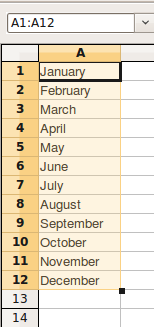 A1:A12
A
1 January
2 February
3 March
4 April
5 May
6 June
7 July
8 August
9 September
10 October
11 November
12 December
13
14